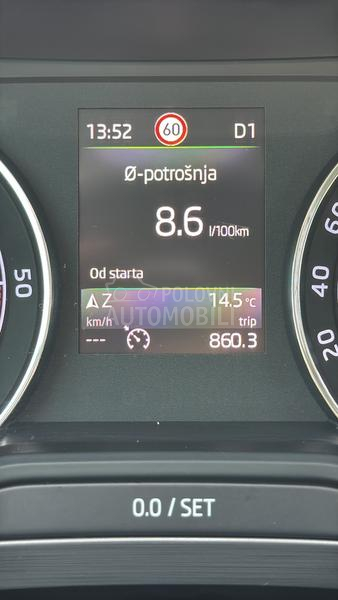 13:52 60 D1
Ø-potrošnja
8.6 l/100km
Od starta
Z 14.5 °C
km/h trip
--- 860.3
POLOVNI
AUTOMOBILI
50
60
40
20
0.0 / SET